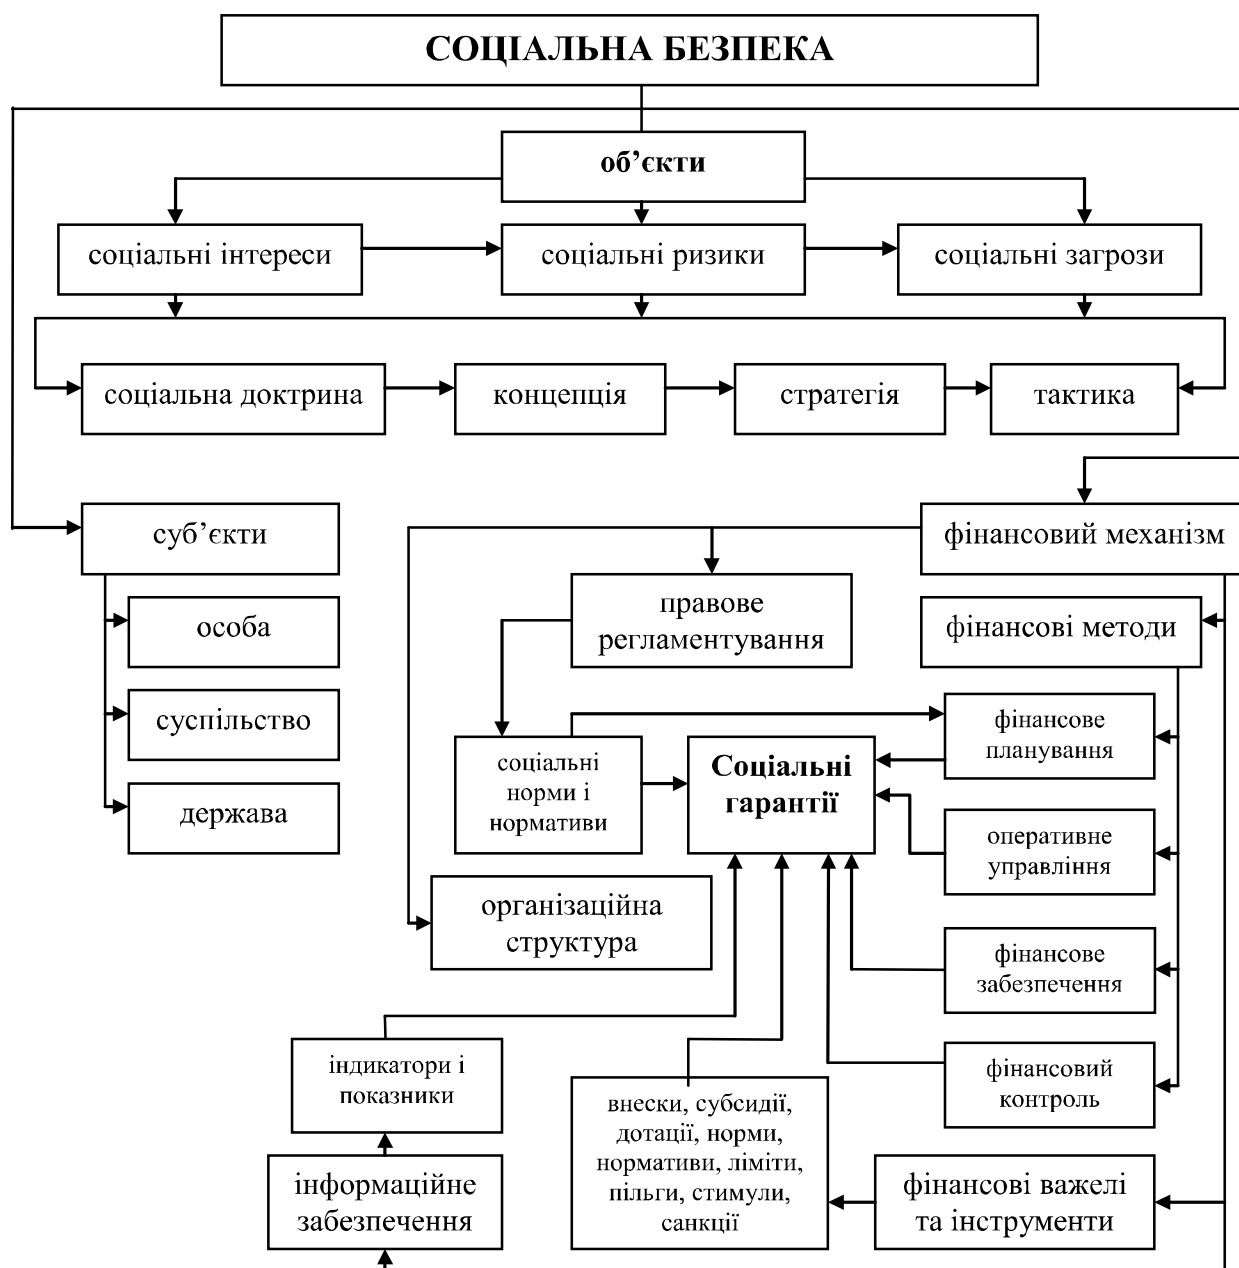 СОЦІАЛЬНА БЕЗПЕКА
об’єкти
соціальні інтереси
соціальні ризики
соціальні загрози
соціальна доктрина
концепція
стратегія
тактика
суб’єкти
фінансовий механізм
особа
правове
регламентування
фінансові методи
суспільство
соціальні
норми і
нормативи
Соціальні
гарантії
фінансове
планування
держава
оперативне
управління
організаційна
структура
фінансове
забезпечення
індикатори і
показники
фінансовий
контроль
внески, субсидії,
дотації, норми,
нормативи, ліміти,
пільги, стимули,
санкції
інформаційне
забезпечення
фінансові важелі
та інструменти